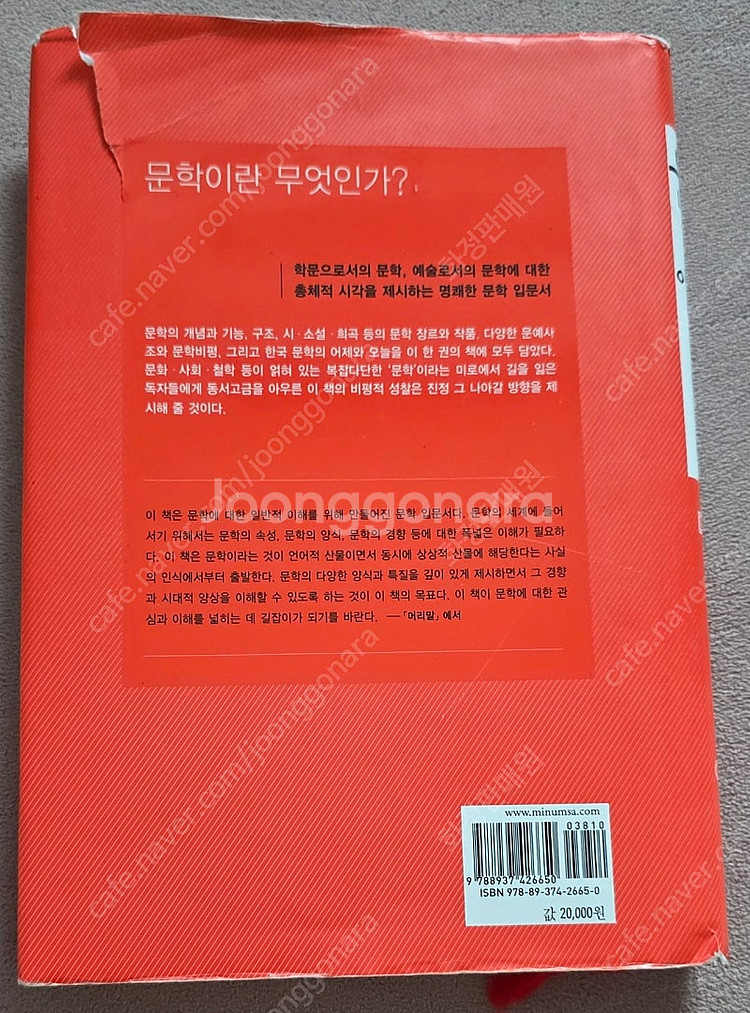 문학이란 무엇인가?
학문으로서의 문학, 예술로서의 문학에 대한
총체적 시각을 제시하는 명쾌한 문학 입문서
문학의 개념과 기능, 구조, 시·소설·희곡 등의 문학 장르와 작품, 다양한 문예사
조와 문학비평, 그리고 한국 문학의 어제와 오늘을 이 한 권의 책에 모두 담았다.
문화·사회·철학 등이 얽혀 있는 복잡다단한 '문학'이라는 미로에서 길을 잃은
독자들에게 동서고금을 아우른 이 책의 비평적 성찰은 진정 그 나아갈 방향을 제
시해 줄 것이다.
Joonggongra
이 책은 문학에 대한 일반적 이해를 위해 만들어진 문학 입문서다. 문학의 세계에 들어
서기 위해서는 문학의 속성, 문학의 양식, 문학의 경향 등에 대한 폭넓은 이해가 필요하
다. 이 책은 문학이라는 것이 언어적 산물이면서 동시에 상상적 산물에 해당한다는 사실
의 인식에서부터 출발한다. 문학의 다양한 양식과 특질을 깊이 있게 제시하면서 그 경향
과 시대적 양상을 이해할 수 있도록 하는 것이 이 책의 목표다. 이 책이 문학에 대한 관
심과 이해를 넓히는 데 길잡이가 되기를 바란다. ―「머리말」에서
www.minumsa.com
03810
9 788937 426650
ISBN 978-89-374-2665-0
값 20,000원
cafe.naver.com/joonggonara
cafe.naver.com/joonggonara
cafe.naver.com/joonggonara